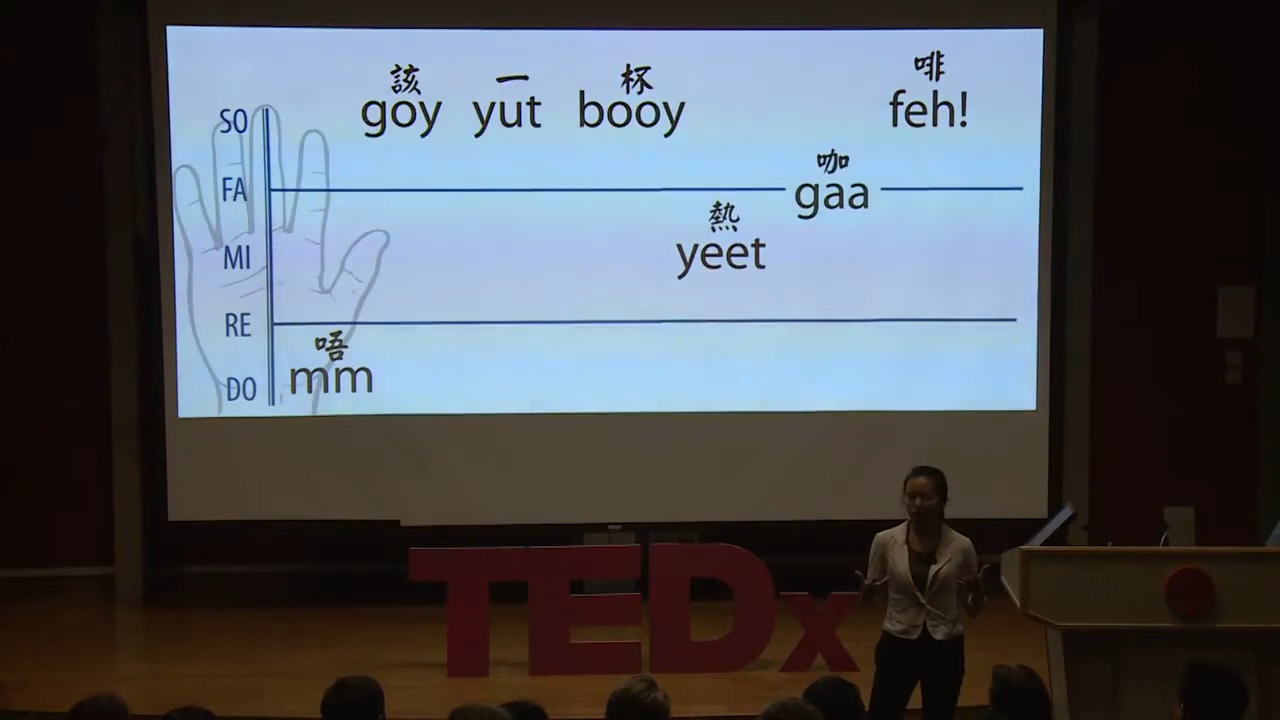 該 一 杯 啡
SO goy yut booy feh!
咖
FA gaa
熱
MI yeet
RE
唔
DO mm
TEDx